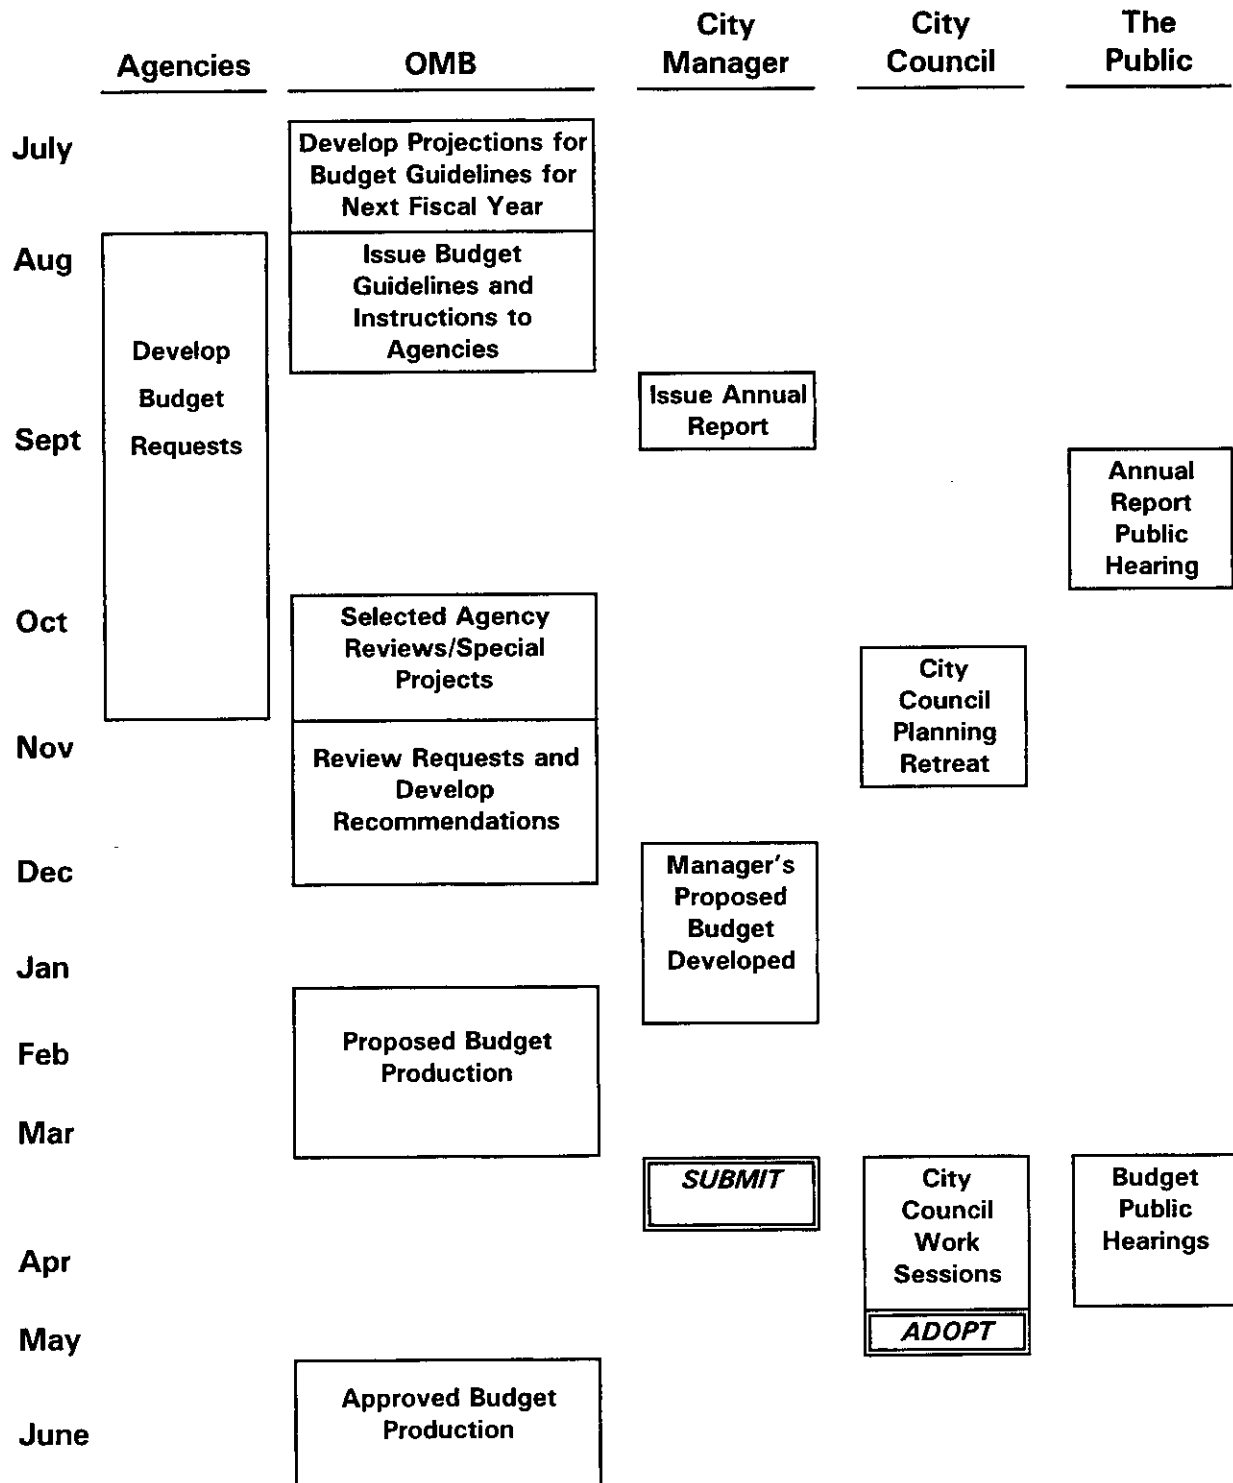 Agencies
OMB
City
Manager
City
Council
The
Public
July
Develop Projections for
Budget Guidelines for
Next Fiscal Year
Aug
Issue Budget
Guidelines and
Instructions to
Agencies
Develop
Budget
Requests
Issue Annual
Report
Sept
Annual
Report
Public
Hearing
Oct
Selected Agency
Reviews/Special
Projects
City
Council
Planning
Retreat
Nov
Review Requests and
Develop
Recommendations
Dec
Manager's
Proposed
Budget
Developed
Jan
Feb
Proposed Budget
Production
Mar
SUBMIT
City
Council
Work
Sessions
Budget
Public
Hearings
Apr
May
ADOPT
Approved Budget
Production
June